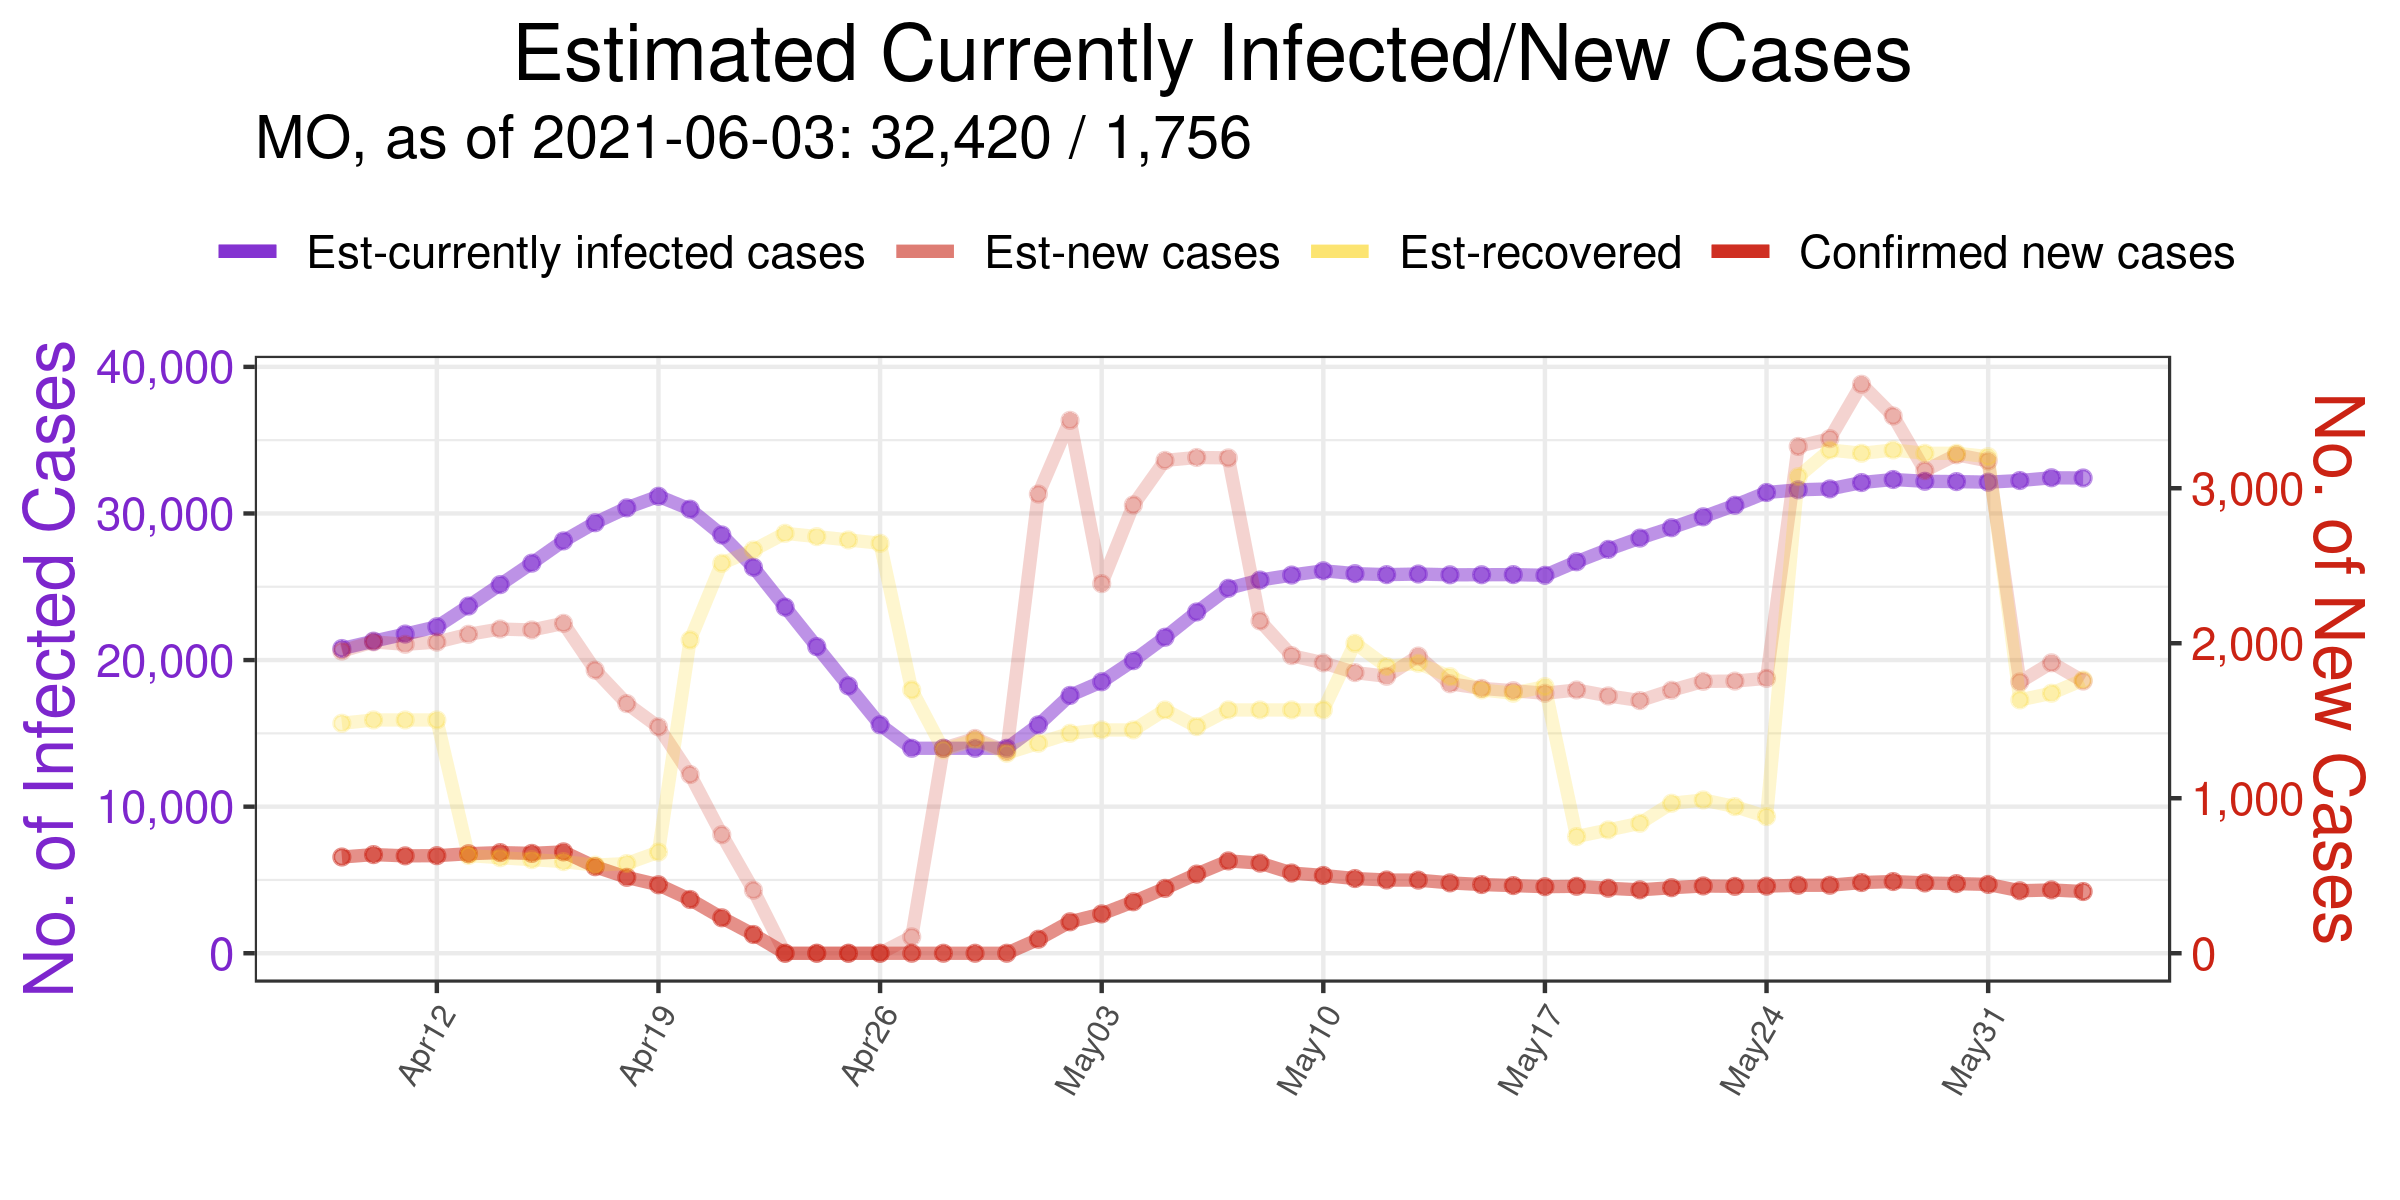 Estimated Currently Infected/New Cases
MO, as of 2021-06-03: 32,420 / 1,756
Est-currently infected cases Est-new cases Est-recovered Confirmed new cases
No. of Infected Cases
40,000
30,000
20,000
10,000
0
No. of New Cases
3,000
2,000
1,000
0
Apr12 Apr19 Apr26 May03 May10 May17 May24 May31